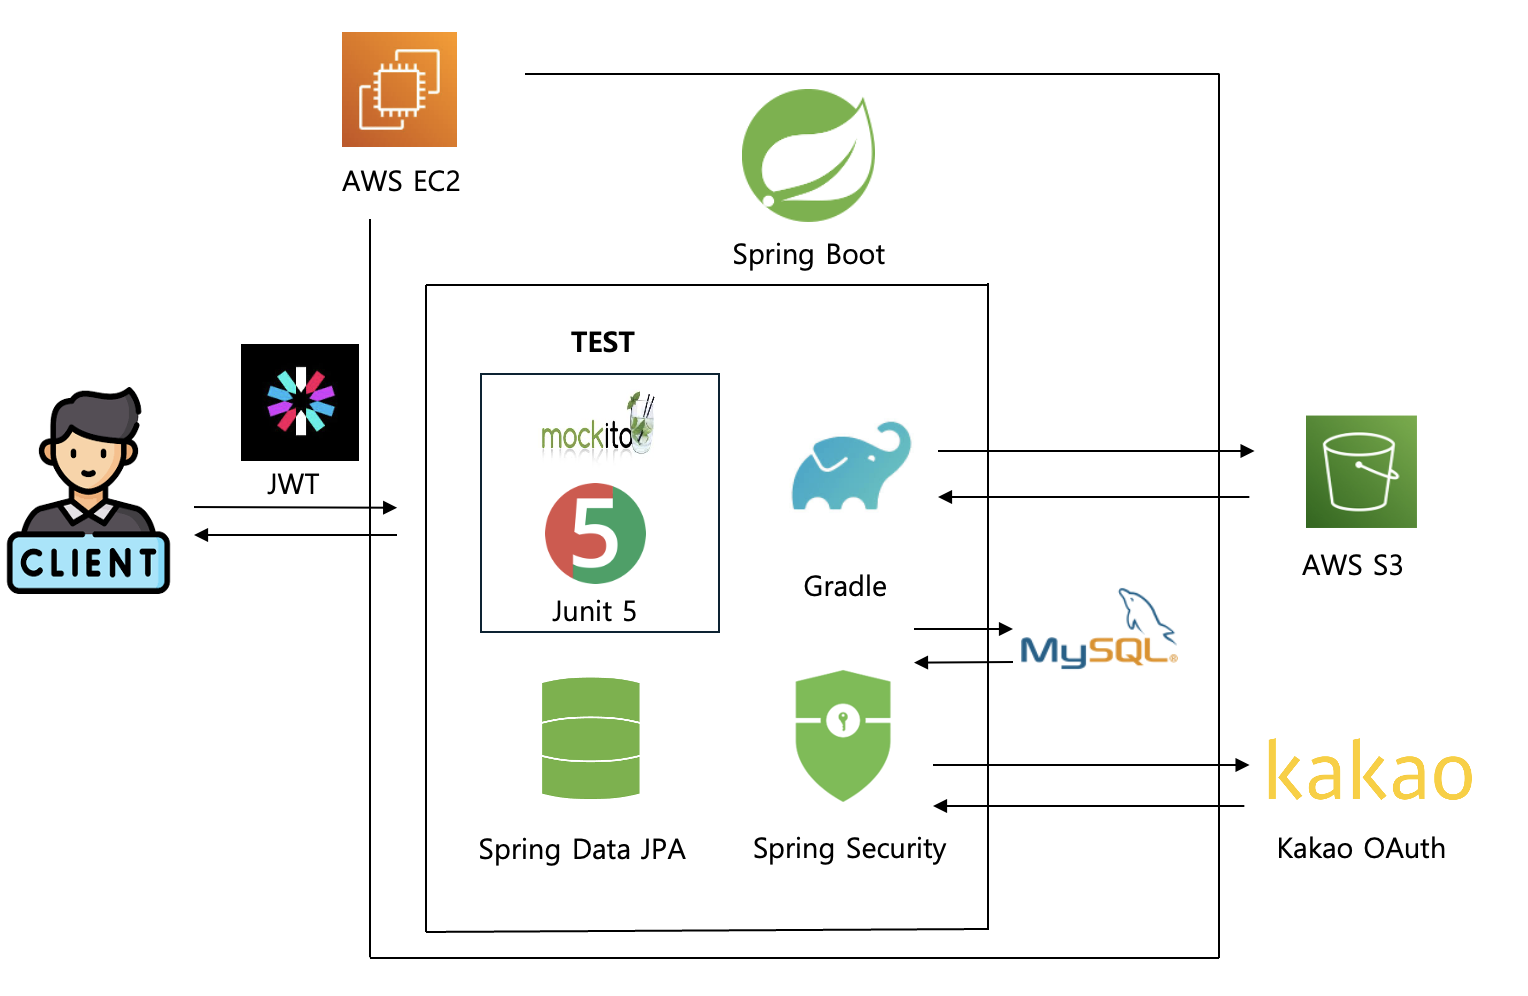 AWS EC2
Spring Boot
TEST
mockito
JWT
5
Junit 5
CLIENT
Gradle
AWS S3
MySQL®
Spring Data JPA
Spring Security
kakao
Kakao OAuth